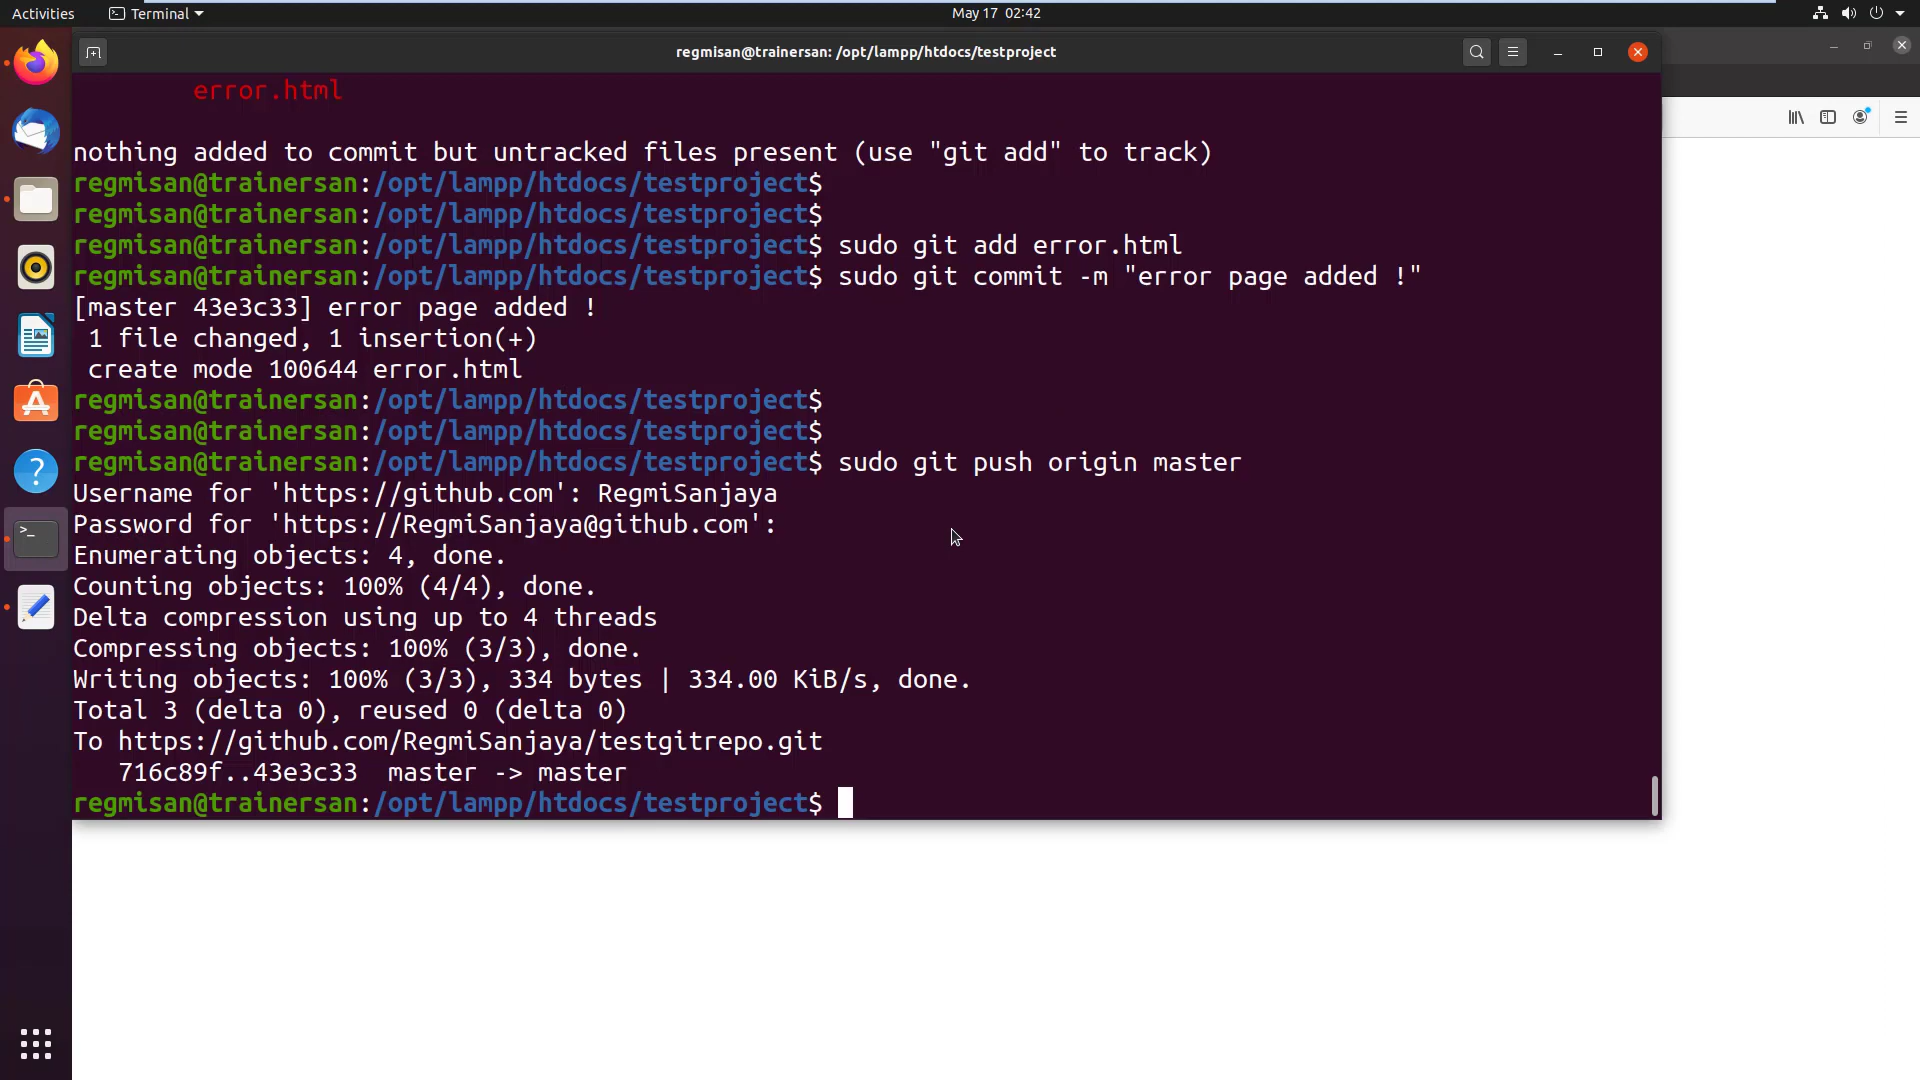 Activities
Terminal
May 17 02:42
regmisan@trainersan: /opt/lampp/htdocs/testproject
error.html
nothing added to commit but untracked files present (use "git add" to track)
regmisan@trainersan:/opt/lampp/htdocs/testproject$
regmisan@trainersan:/opt/lampp/htdocs/testproject$
regmisan@trainersan:/opt/lampp/htdocs/testproject$ sudo git add error.html
regmisan@trainersan:/opt/lampp/htdocs/testproject$ sudo git commit -m "error page added !"
[master 43e3c33] error page added !
1 file changed, 1 insertion(+)
create mode 100644 error.html
regmisan@trainersan:/opt/lampp/htdocs/testproject$
regmisan@trainersan:/opt/lampp/htdocs/testproject$
regmisan@trainersan:/opt/lampp/htdocs/testproject$ sudo git push origin master
Username for 'https://github.com': RegmiSanjaya
Password for 'https://RegmiSanjaya@github.com':
Enumerating objects: 4, done.
Counting objects: 100% (4/4), done.
Delta compression using up to 4 threads
Compressing objects: 100% (3/3), done.
Writing objects: 100% (3/3), 334 bytes | 334.00 KiB/s, done.
Total 3 (delta 0), reused 0 (delta 0)
To https://github.com/RegmiSanjaya/testgitrepo.git
716c89f..43e3c33  master -> master
regmisan@trainersan:/opt/lampp/htdocs/testproject$